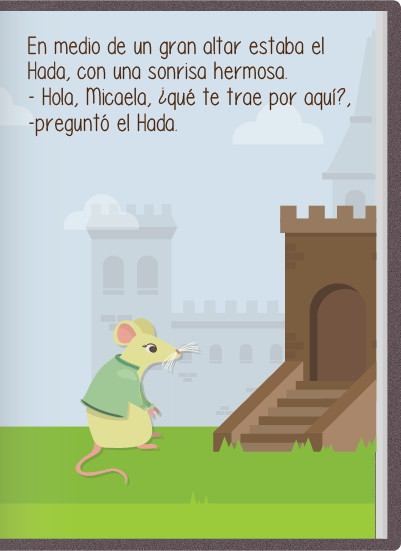 En medio de un gran altar estaba el
Hada, con una sonrisa hermosa.
- Hola, Micaela, ¿qué te trae por aquí?,
-preguntó el Hada.